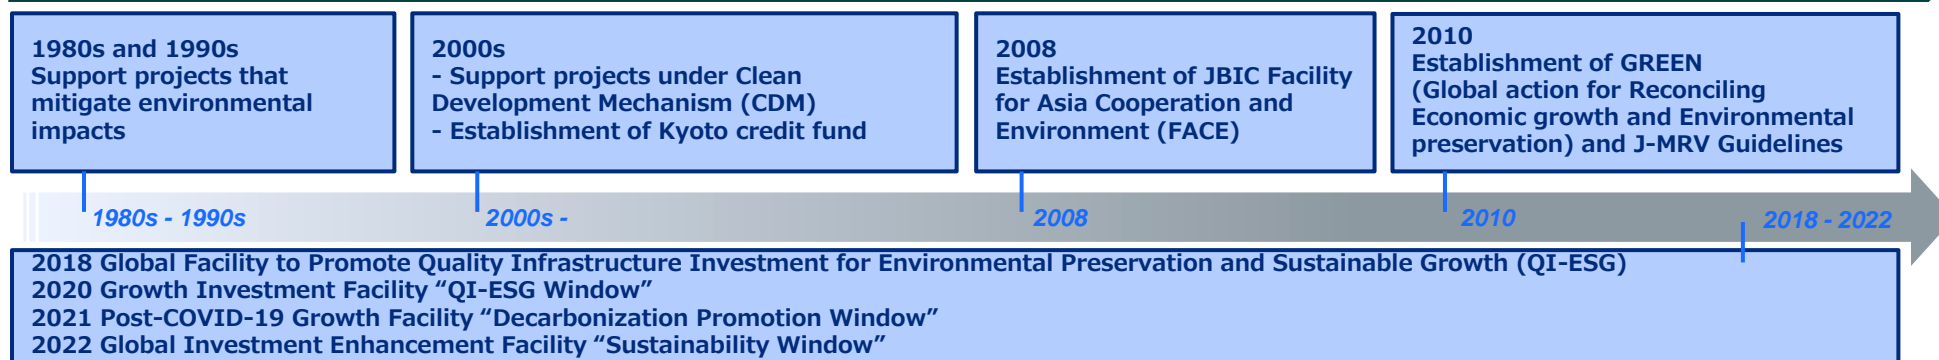 1980s and 1990s
Support projects that
mitigate environmental
impacts
2000s
- Support projects under Clean
Development Mechanism (CDM)
- Establishment of Kyoto credit fund
2008
Establishment of JBIC Facility
for Asia Cooperation and
Environment (FACE)
2010
Establishment of GREEN
(Global action for Reconciling
Economic growth and Environmental
preservation) and J-MRV Guidelines
1980s - 1990s
2000s -
2008
2010
2018 - 2022
2018 Global Facility to Promote Quality Infrastructure Investment for Environmental Preservation and Sustainable Growth (QI-ESG)
2020 Growth Investment Facility “QI-ESG Window”
2021 Post-COVID-19 Growth Facility “Decarbonization Promotion Window”
2022 Global Investment Enhancement Facility “Sustainability Window”